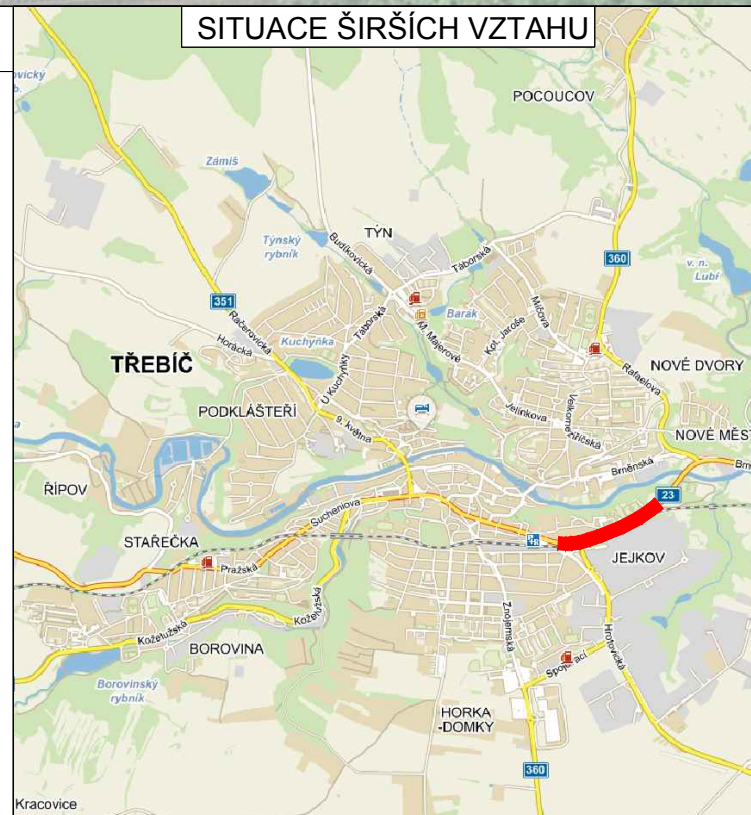 SITUACE ŠIRŠÍCH VZTAHU
POCOUCOV
Zámiš
Týnský
rybník
TÝN
Budíkovická
Táborská
360
v. n.
Lubí
351
Račerovická
Horácká
Kuchyňka
Táborská
Barák
M. Majerové
Kpt. Jaroše
Míčova
Rafaelova
TŘEBÍČ
U Kuchyňky
NOVÉ DVORY
PODKLÁŠTEŘÍ
9. května
Jelínkova
Velkomeziříčská
NOVÉ MĚST
Brněnská
Brn
ŘÍPOV
23
Sucheniova
STAŘEČKA
P+R
JEJKOV
Pražská
Koželužská
Koželužská
BOROVINA
Znojemská
Hrotovická
Spojovací
Borovinský
rybník
HORKA
-DOMKY
360
Kracovice